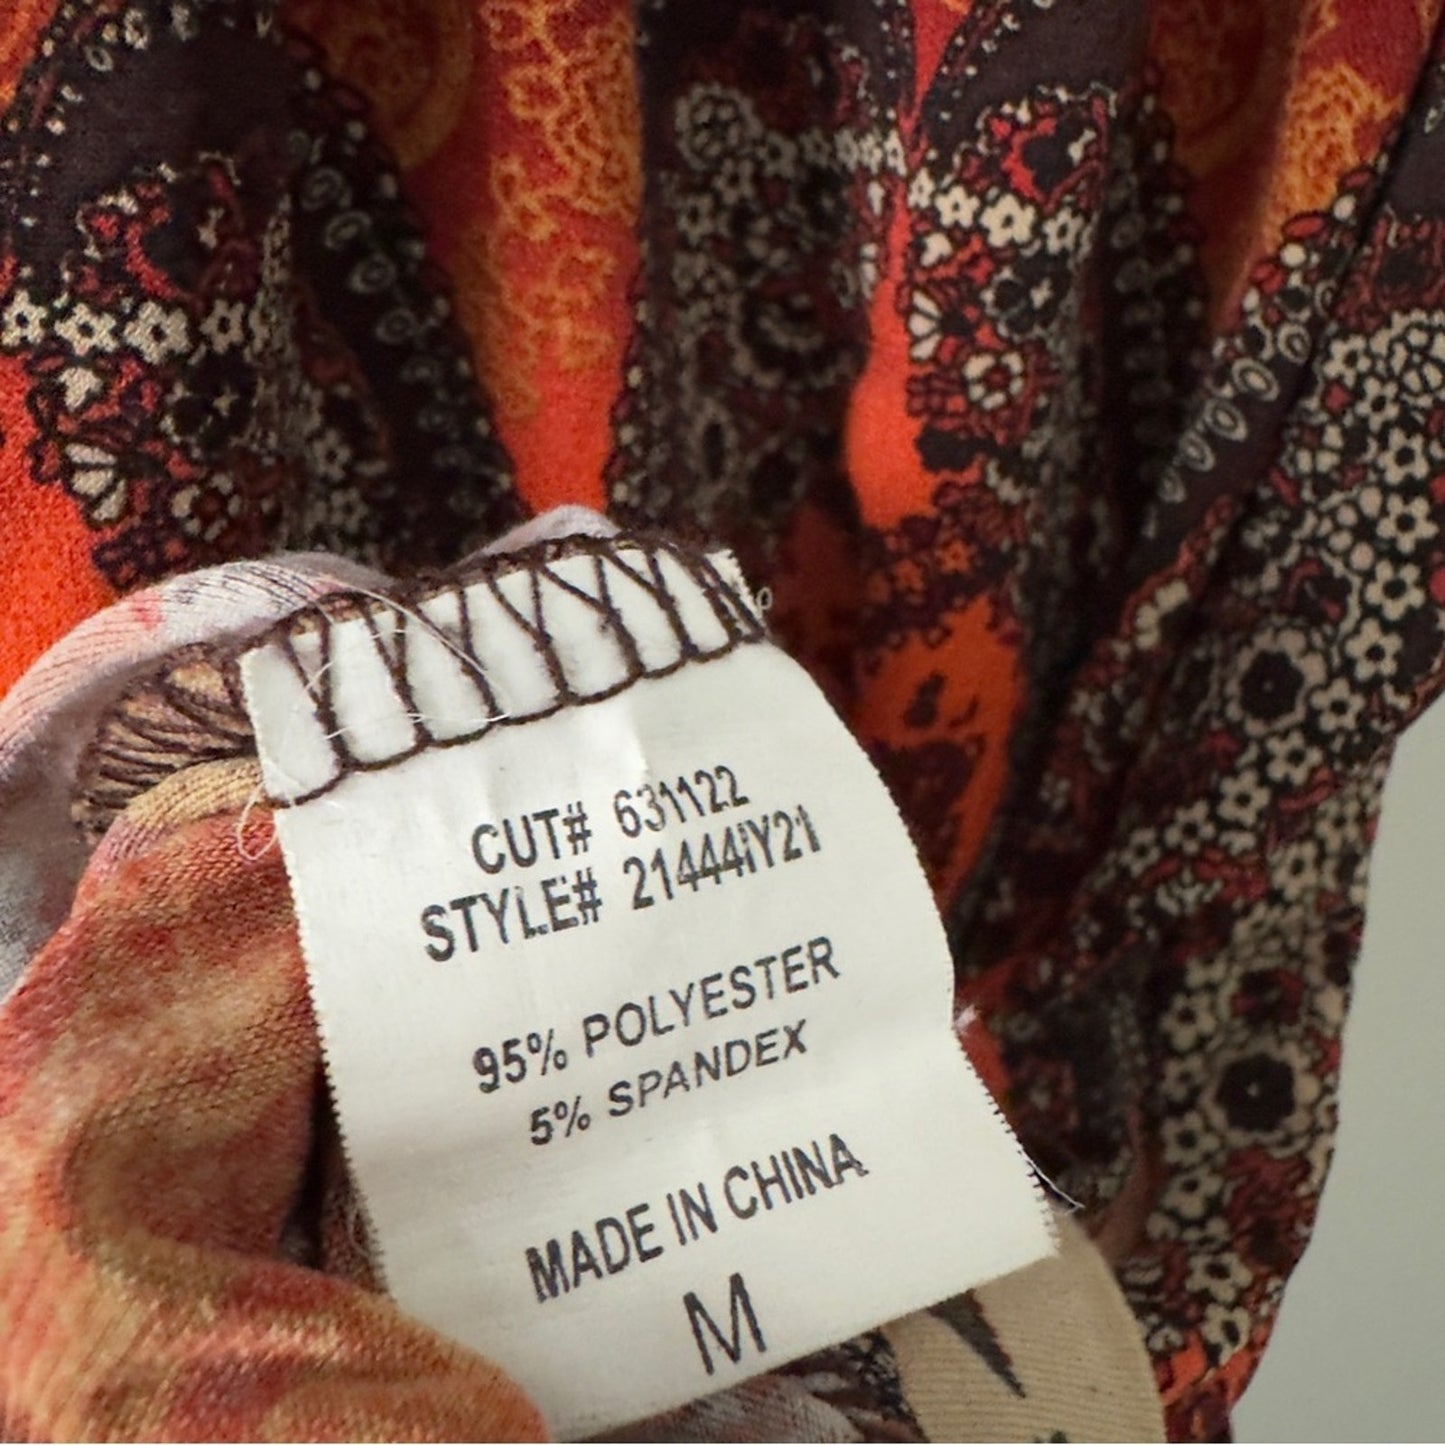 CUT# 631122
STYLE# 21444iY21
95% POLYESTER
5% SPANDEX
MADE IN CHINA
M